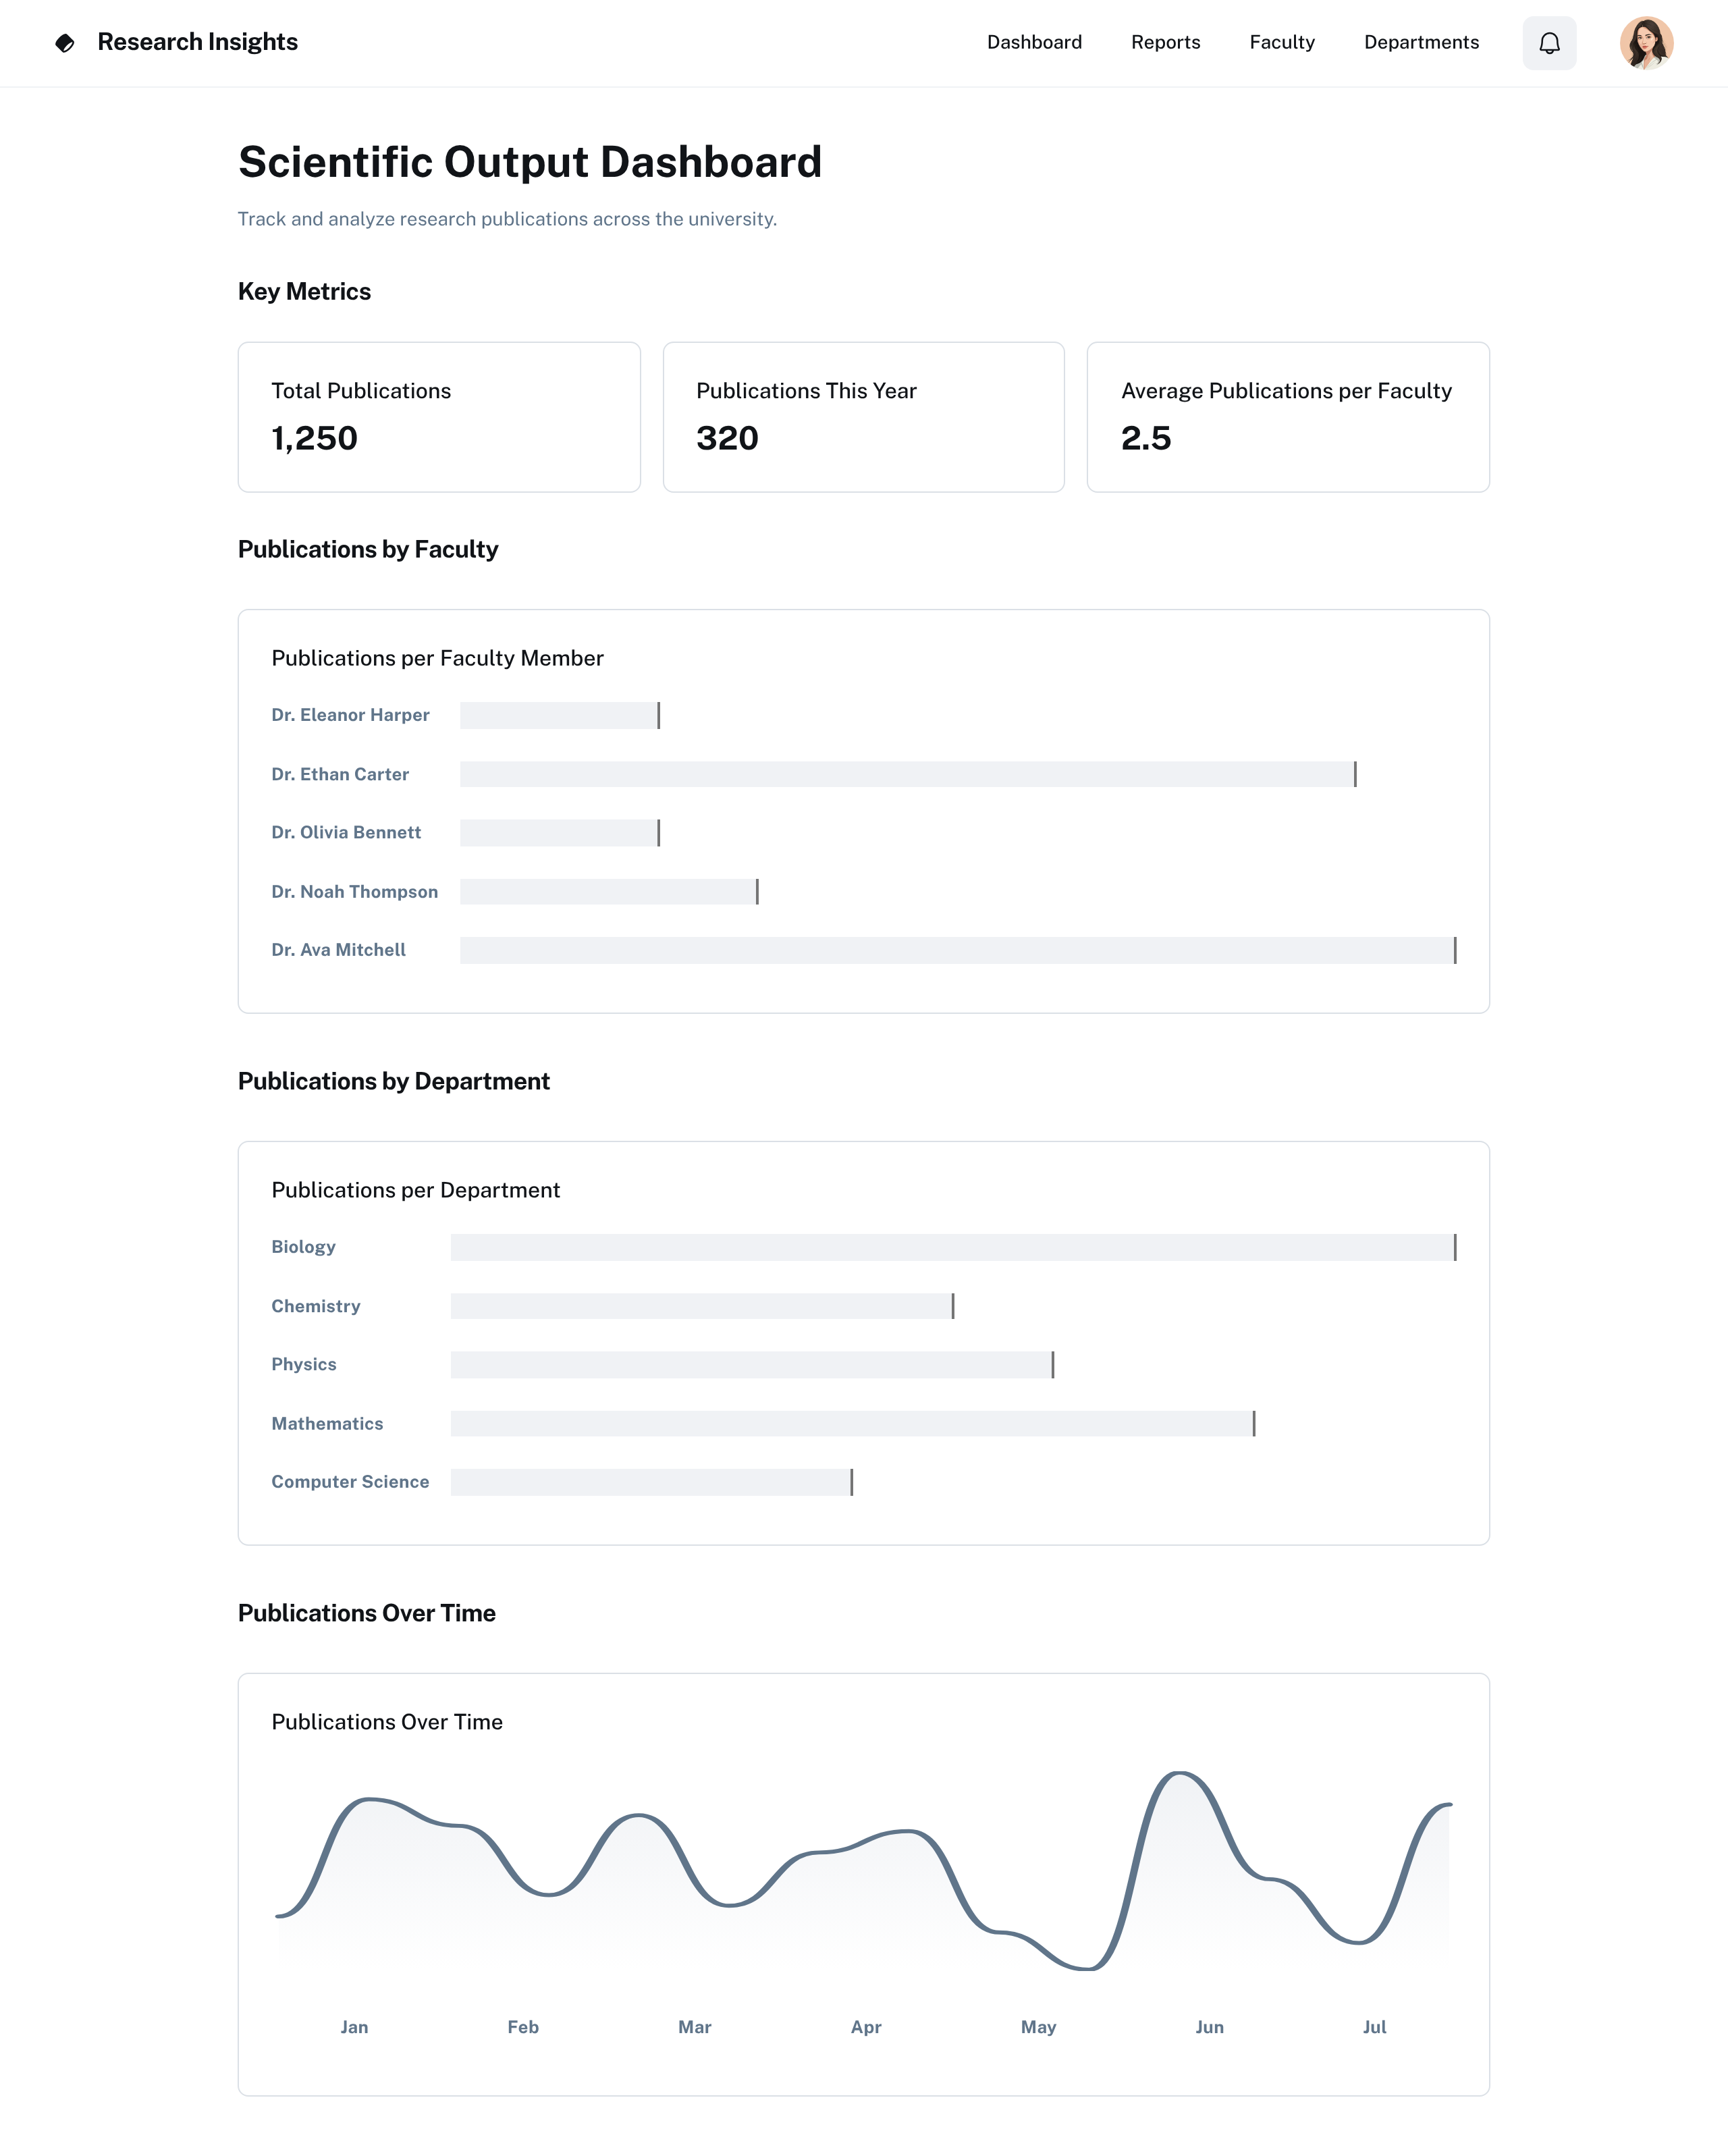 Research Insights
Dashboard
Reports
Faculty
Departments
Scientific Output Dashboard
Track and analyze research publications across the university.
Key Metrics
Total Publications
1,250
Publications This Year
320
Average Publications per Faculty
2.5
Publications by Faculty
Publications per Faculty Member
Dr. Eleanor Harper
Dr. Ethan Carter
Dr. Olivia Bennett
Dr. Noah Thompson
Dr. Ava Mitchell
Publications by Department
Publications per Department
Biology
Chemistry
Physics
Mathematics
Computer Science
Publications Over Time
Publications Over Time
Jan Feb Mar Apr May Jun Jul